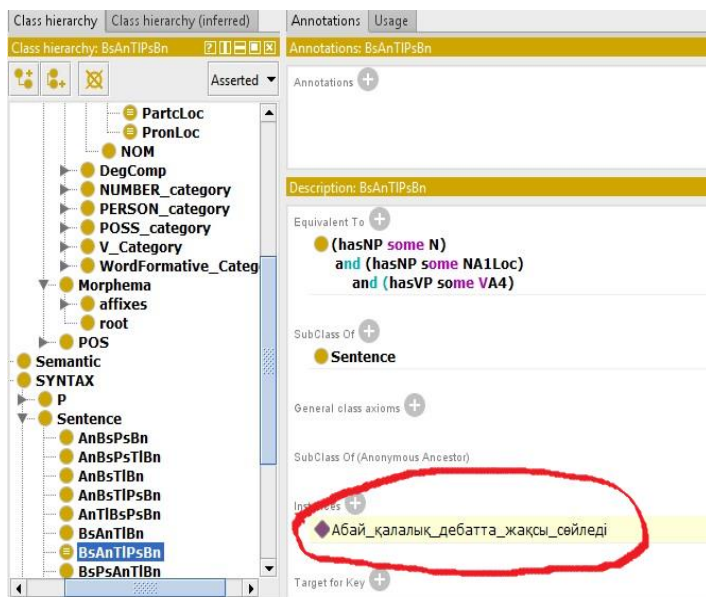 Class hierarchy Class hierarchy (inferred)
Class hierarchy: BsAnTlPsBn
Asserted
PartcLoc
PronLoc
NOM
DegComp
NUMBER_category
PERSON_category
POSS_category
V_Category
WordFormative_Categ
Morphema
affixes
root
POS
Semantic
SYNTAX
P
Sentence
AnBsPsBn
AnBsPsTlBn
AnBsTlBn
AnBsTlPsBn
AnTlBsPsBn
BsAnTlBn
BsAnTlPsBn
BsPsAnTlBn
Annotations Usage
Annotations: BsAnTlPsBn
Annotations
Description: BsAnTlPsBn
Equivalent To
(hasNP some N)
and (hasNP some NA1Loc)
and (hasVP some VA4)
SubClass Of
Sentence
General class axioms
SubClass Of (Anonymous Ancestor)
Instances
Абай_қалалық_дебатта_жақсы_сөйледі
Target for Key